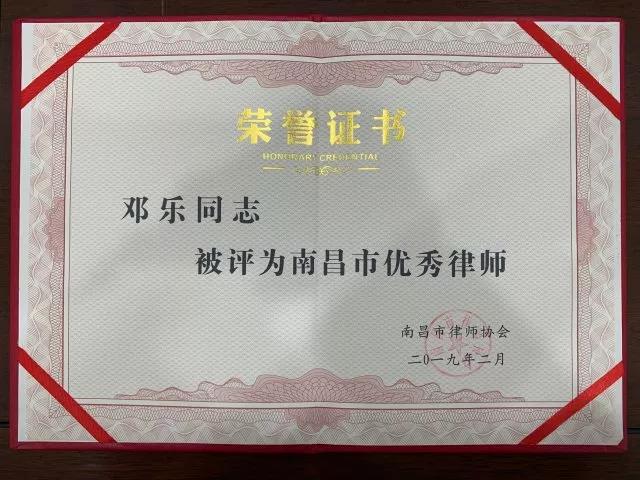 荣誉证书
HONORARY CREDENTIAL
邓乐同志
被评为南昌市优秀律师
南昌市律师协会
二0一九年二月